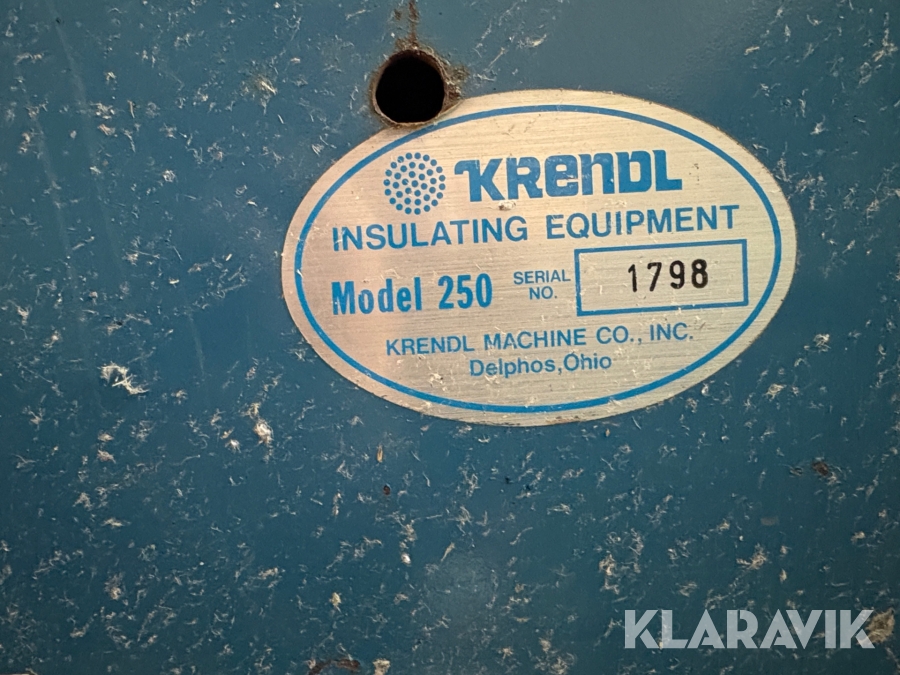 KRENDL
INSULATING EQUIPMENT
Model 250 SERIAL NO. 1798
KRENDL MACHINE CO., INC.
Delphos, Ohio
KLARAVIK